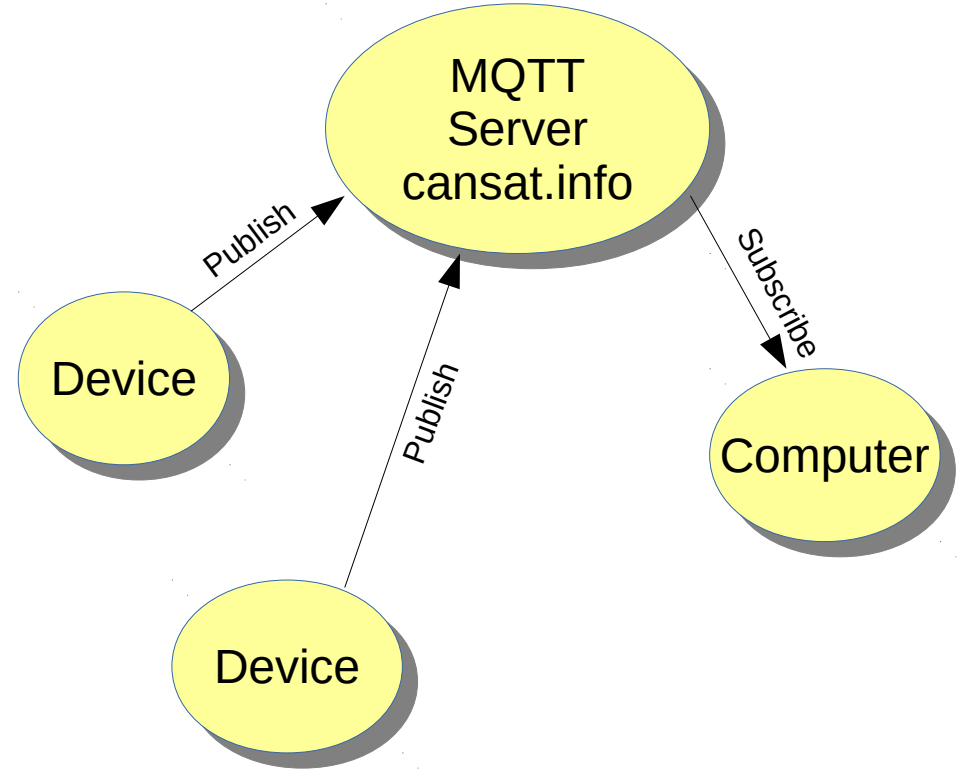 MQTT
Server
cansat.info
Publish
Subscribe
Device
Publish
Computer
Device